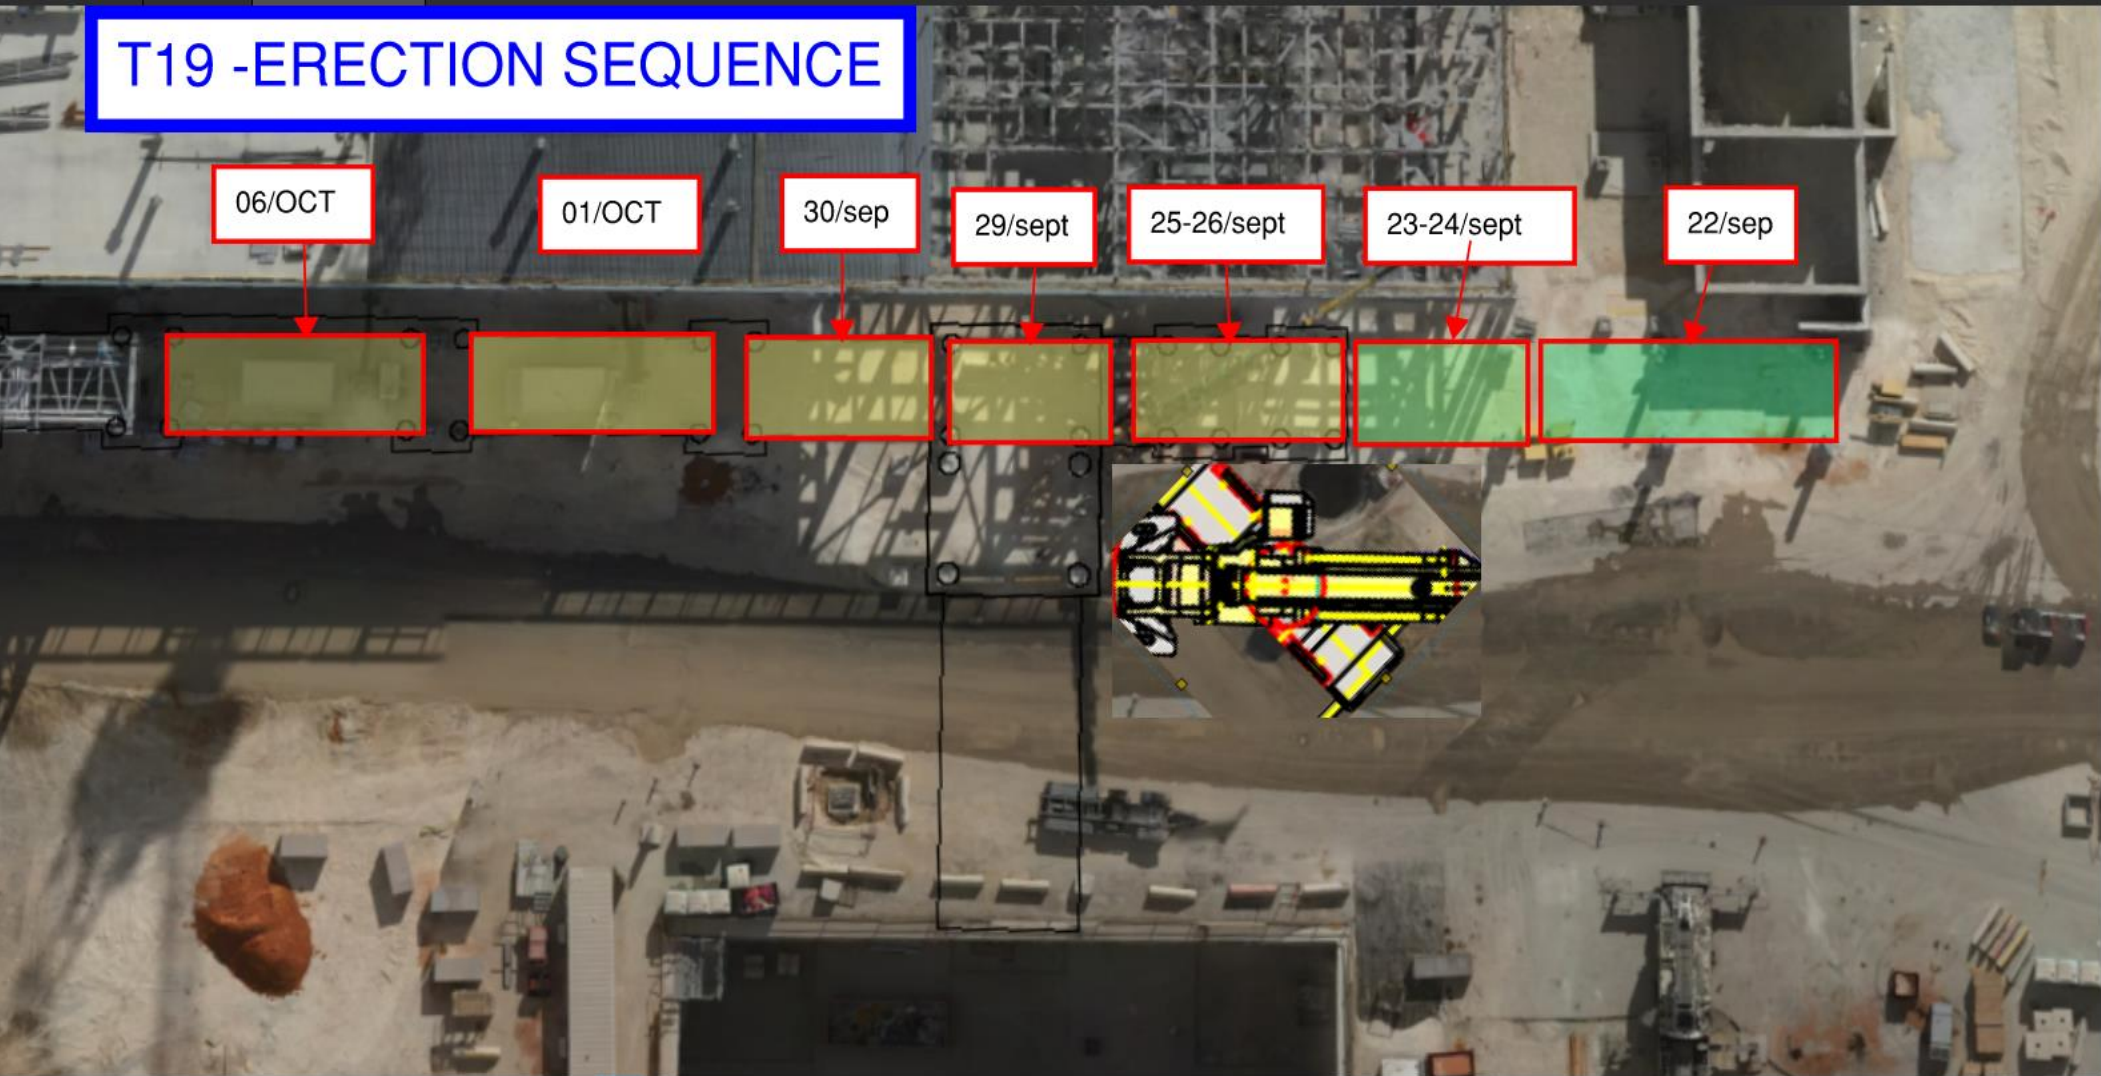 T19 -ERECTION SEQUENCE
06/OCT
01/OCT
30/sep
29/sept
25-26/sept
23-24/sept
22/sep